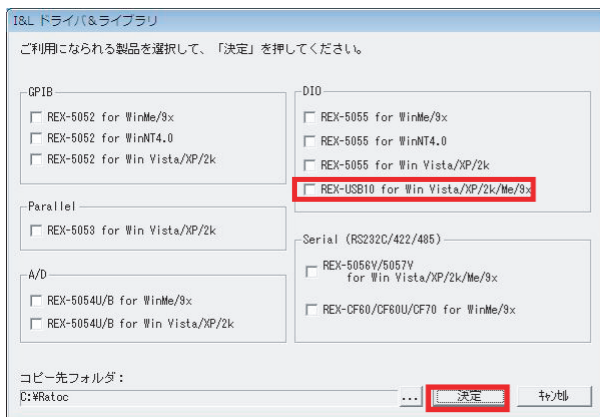 I&L ドライバ&ライブラリ
ご利用になられる製品を選択して、「決定」を押してください。
GPIB
REX-5052 for WinMe/9x
REX-5052 for WinNT4.0
REX-5052 for Win Vista/XP/2k
Parallel
REX-5053 for Win Vista/XP/2k
A/D
REX-5054U/B for WinMe/9x
REX-5054U/B for Win Vista/XP/2k
DIO
REX-5055 for WinMe/9x
REX-5055 for WinNT4.0
REX-5055 for Win Vista/XP/2k
REX-USB10 for Win Vista/XP/2k/Me/9x
Serial (RS232C/422/485)
REX-5056V/5057V
for Win Vista/XP/2k/Me/9x
REX-CF60/CF60U/CF70 for WinMe/9x
コピー先フォルダ:
C:¥Ratoc
...
決定
キャンセル